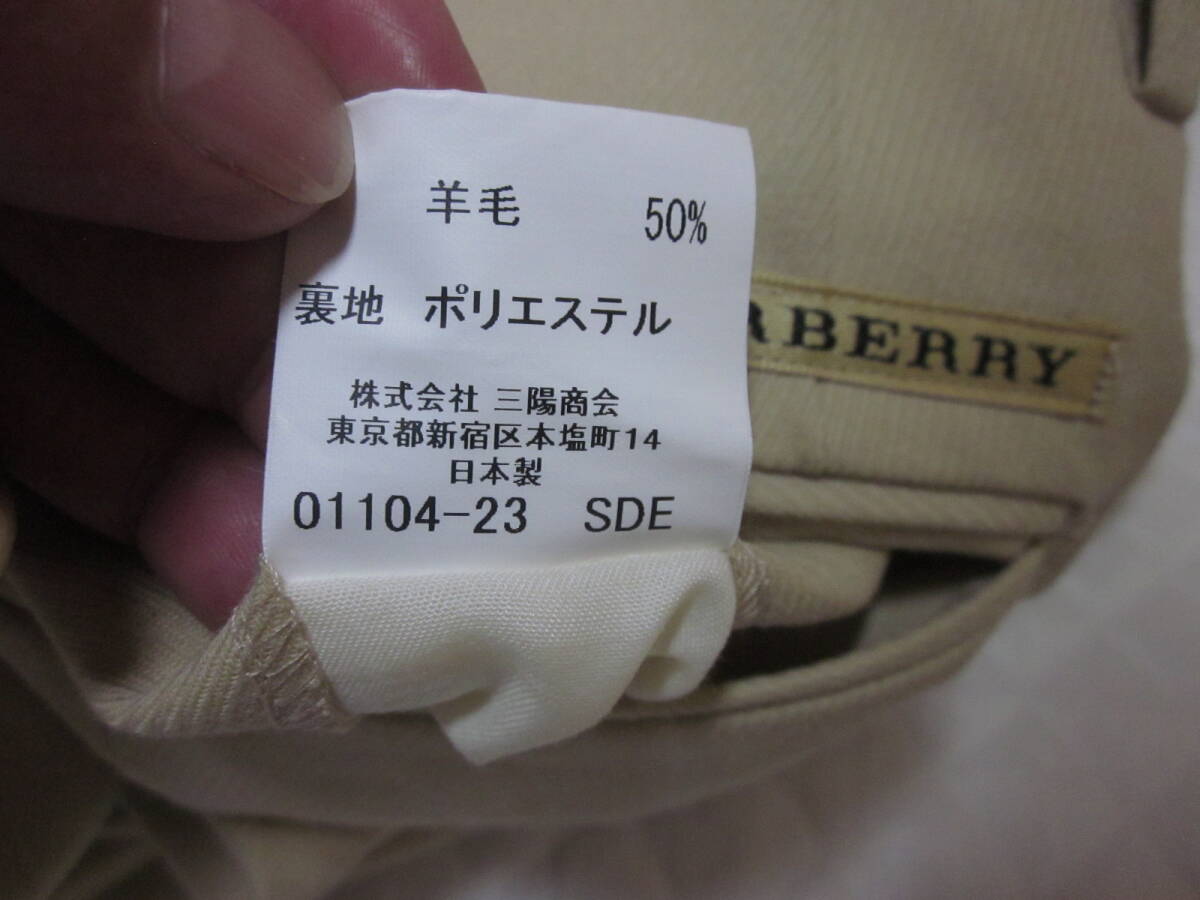 羊毛 50%
裏地 ポリエステル
株式会社 三陽商会
東京都新宿区本塩町14
日本製
01104-23 SDE
RBERRY